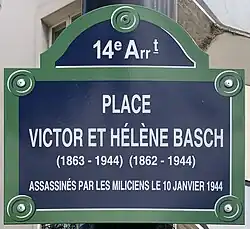 14e Arrt
PLACE
VICTOR ET HÉLÈNE BASCH
(1863 - 1944) (1862 - 1944)
ASSASSINÉS PAR LES MILICIENS LE 10 JANVIER 1944